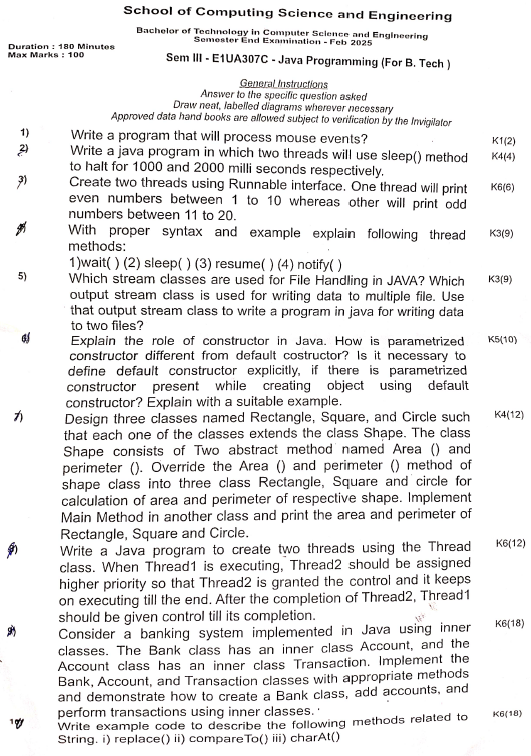 School of Computing Science and Engineering
Bachelor of Technology in Computer Science and Engineering
Semester End Examination - Feb 2025
Duration : 180 Minutes
Max Marks : 100
Sem III - E1UA307C - Java Programming (For B. Tech )
General Instructions
Answer to the specific question asked
Draw neat, labelled diagrams wherever necessary
Approved data hand books are allowed subject to verification by the Invigilator
1) Write a program that will process mouse events? K1(2)
2) Write a java program in which two threads will use sleep() method K4(4)
to halt for 1000 and 2000 milli seconds respectively.
3) Create two threads using Runnable interface. One thread will print K6(6)
even numbers between 1 to 10 whereas other will print odd
numbers between 11 to 20.
4) With proper syntax and example explain following thread K3(9)
methods:
1)wait( ) (2) sleep( ) (3) resume( ) (4) notify( )
5) Which stream classes are used for File Handling in JAVA? Which K3(9)
output stream class is used for writing data to multiple file. Use
that output stream class to write a program in java for writing data
to two files?
6) Explain the role of constructor in Java. How is parametrized K5(10)
constructor different from default costructor? Is it necessary to
define default constructor explicitly, if there is parametrized
constructor present while creating object using default
constructor? Explain with a suitable example.
7) Design three classes named Rectangle, Square, and Circle such K4(12)
that each one of the classes extends the class Shape. The class
Shape consists of Two abstract method named Area () and
perimeter (). Override the Area () and perimeter () method of
shape class into three class Rectangle, Square and circle for
calculation of area and perimeter of respective shape. Implement
Main Method in another class and print the area and perimeter of
Rectangle, Square and Circle.
8) Write a Java program to create two threads using the Thread K6(12)
class. When Thread1 is executing, Thread2 should be assigned
higher priority so that Thread2 is granted the control and it keeps
on executing till the end. After the completion of Thread2, Thread1
should be given control till its completion.
9) Consider a banking system implemented in Java using inner K6(18)
classes. The Bank class has an inner class Account, and the
Account class has an inner class Transaction. Implement the
Bank, Account, and Transaction classes with appropriate methods
and demonstrate how to create a Bank class, add accounts, and
perform transactions using inner classes.
10) Write example code to describe the following methods related to K6(18)
String. i) replace() ii) compareTo() iii) charAt()